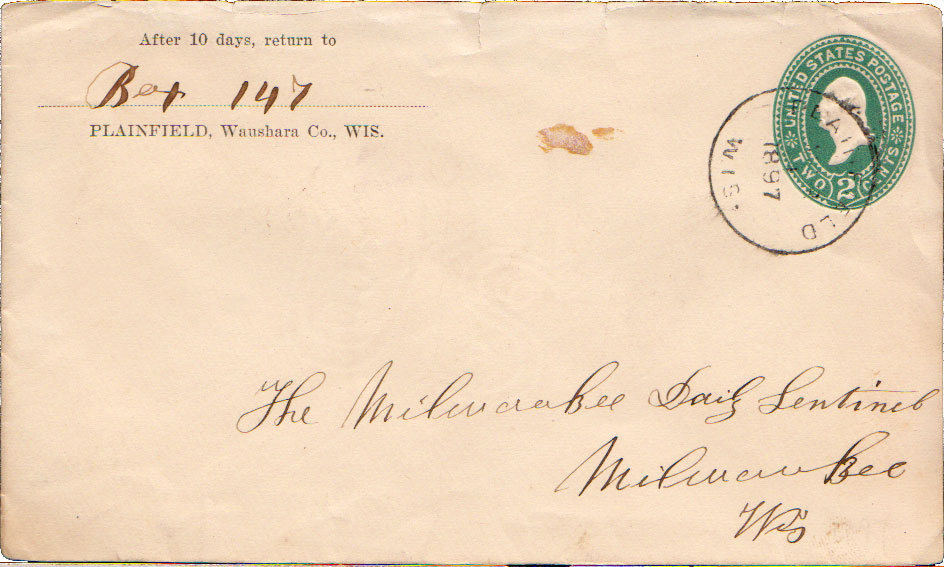 After 10 days, return to
Box 147
PLAINFIELD, Waushara Co., WIS.
UNITED STATES POSTAGE
TWO 2 CENTS
WIS.
1897
The Milwaukee Daily Sentinel
Milwaukee
Wis